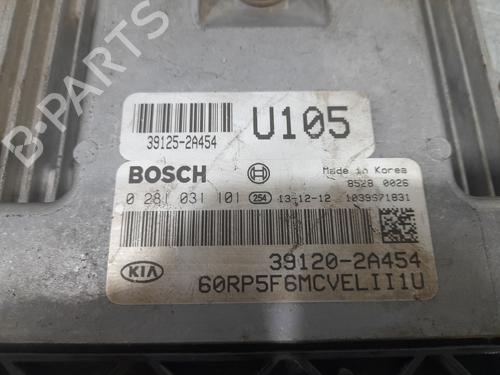 39125-2A454
U105
BOSCH
Made in Korea
8528 0026
0 281 031 101 254 13-12-12 1039S71831
KIA
39120-2A454
60RP5F6MCVELII1U
B-PARTS